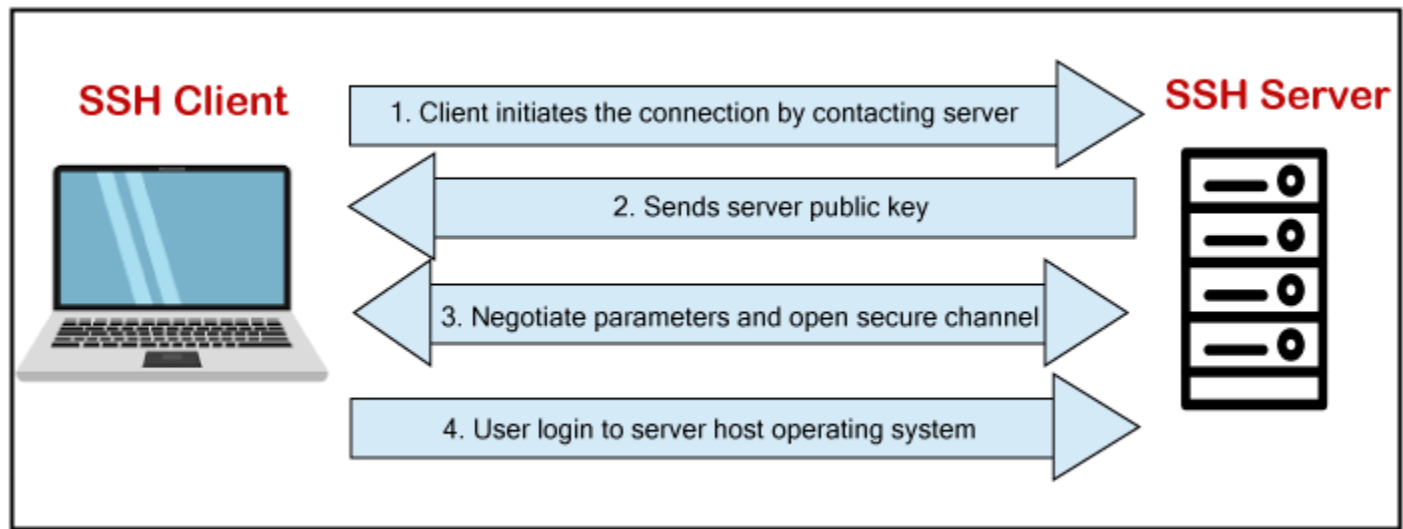 SSH Client
SSH Server
1. Client initiates the connection by contacting server
2. Sends server public key
3. Negotiate parameters and open secure channel
4. User login to server host operating system